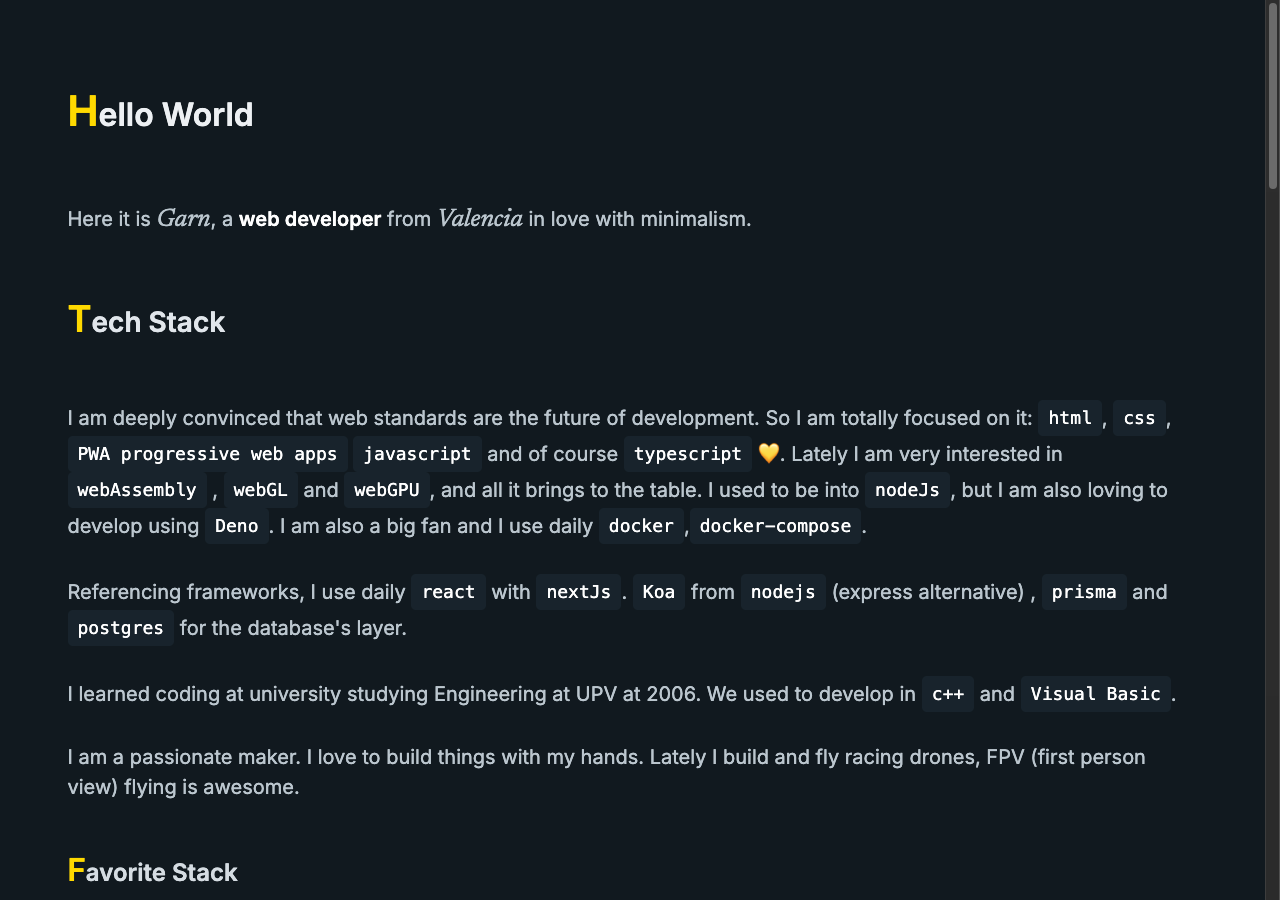 Hello World
Here it is Garn, a web developer from Valencia in love with minimalism.
Tech Stack
I am deeply convinced that web standards are the future of development. So I am totally focused on it: html , css ,
PWA progressive web apps javascript and of course typescript 💛. Lately I am very interested in
webAssembly , webGL and webGPU , and all it brings to the table. I used to be into nodeJs , but I am also loving to
develop using Deno . I am also a big fan and I use daily docker , docker-compose .
Referencing frameworks, I use daily react with nextJs . Koa from nodejs (express alternative) , prisma and
postgres for the database's layer.
I learned coding at university studying Engineering at UPV at 2006. We used to develop in c++ and Visual Basic .
I am a passionate maker. I love to build things with my hands. Lately I build and fly racing drones, FPV (first person
view) flying is awesome.
Favorite Stack